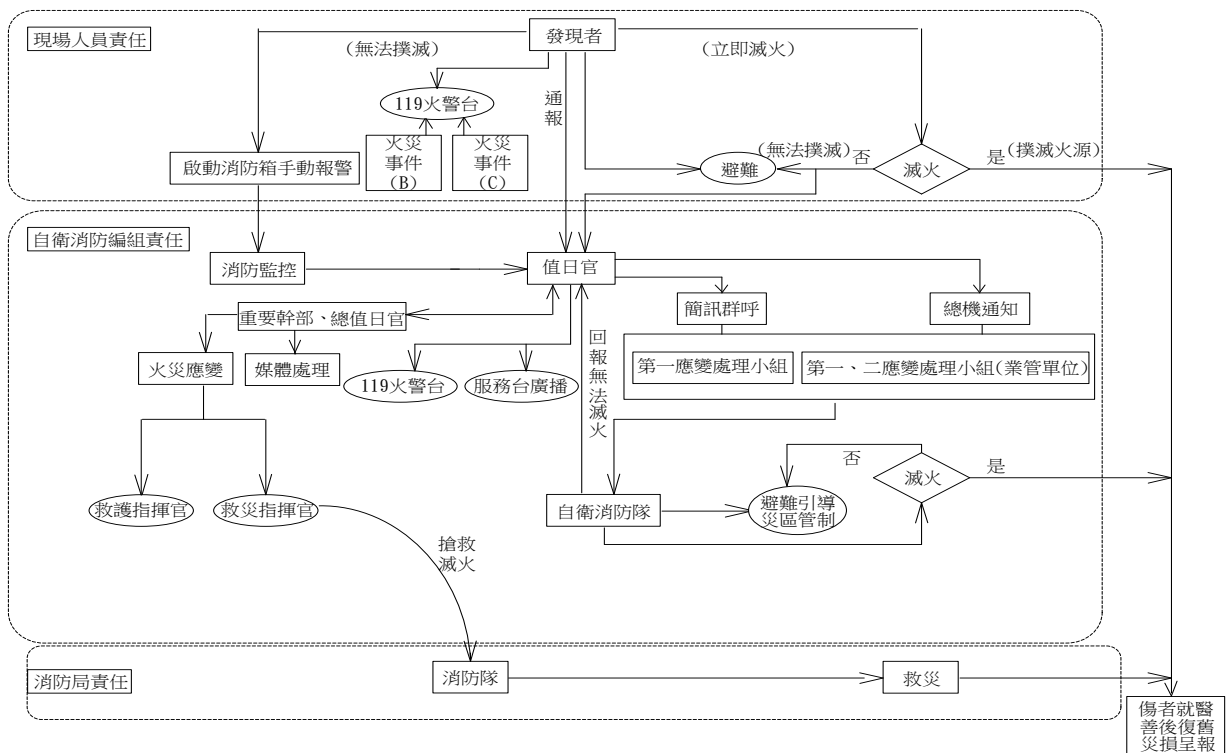 現場人員責任
發現者
(無法撲滅)
(立即滅火)
119火警台
通報
火災
事件
(B)
火災
事件
(C)
啟動消防箱手動報警
避難
(無法撲滅)
否
滅火
是
(撲滅火源)
自衛消防編組責任
消防監控
值日官
簡訊群呼
總機通知
重要幹部、總值日官
火災應變
媒體處理
119火警台
服務台廣播
回報無法滅火
第一應變處理小組
第一、二應變處理小組(業管單位)
否
滅火
是
救護指揮官
救災指揮官
自衛消防隊
避難引導
災區管制
搶救
滅火
消防局責任
消防隊
救災
傷者就醫
善後復舊
災損呈報